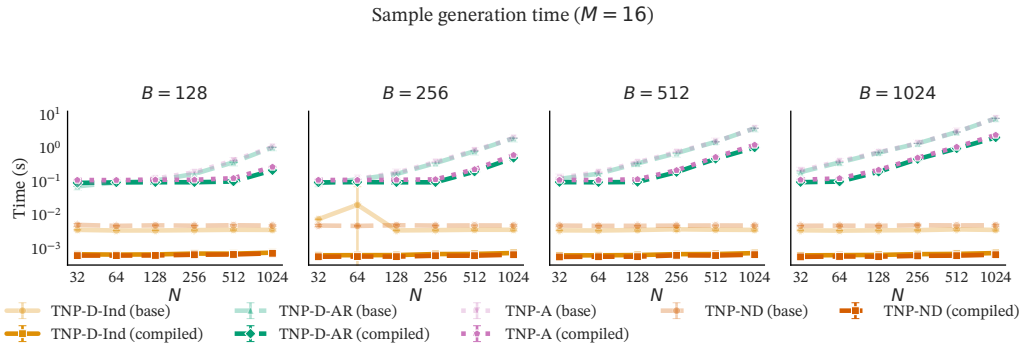 Sample generation time (M = 16)
B = 128 B = 256 B = 512 B = 1024
Time (s)
10^1
10^0
10^-1
10^-2
10^-3
32 64 128 256 512 1024 32 64 128 256 512 1024 32 64 128 256 512 1024 32 64 128 256 512 1024
N N N N
TNP-D-Ind (base) TNP-D-AR (base) TNP-A (base) TNP-ND (base) TNP-ND (compiled)
TNP-D-Ind (compiled) TNP-D-AR (compiled) TNP-A (compiled)